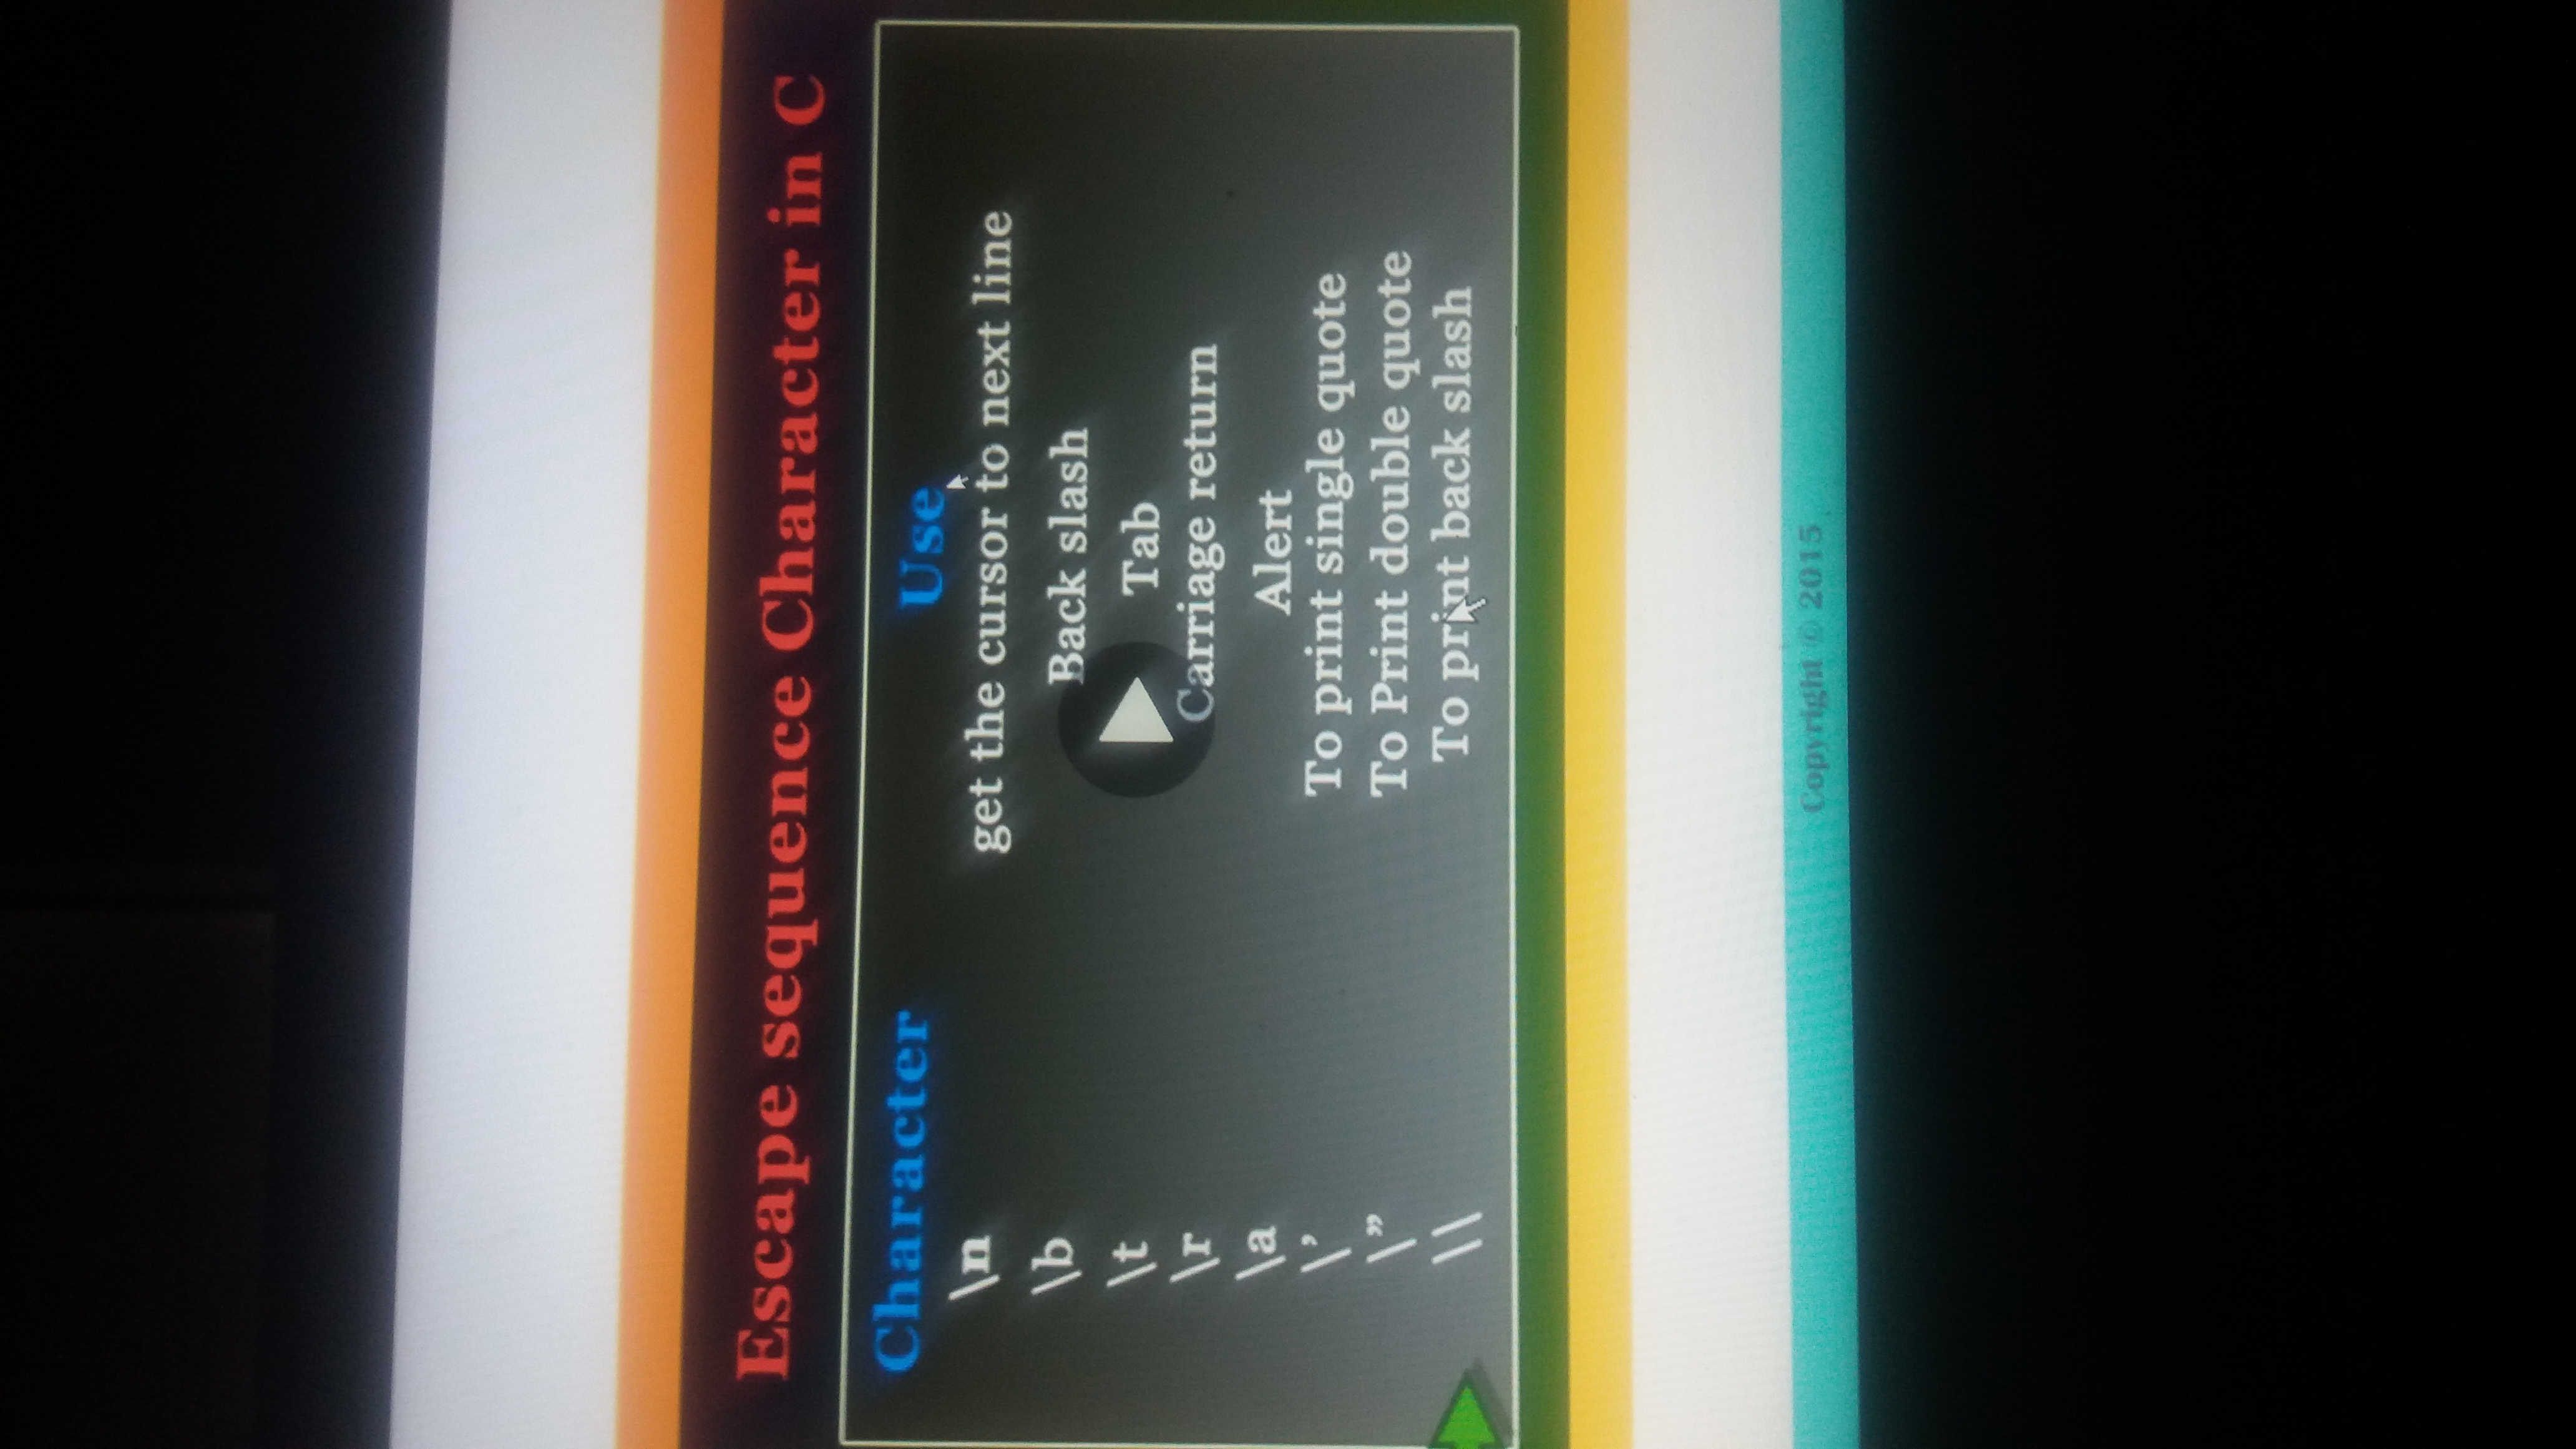 Escape sequence Character in C
Character Use
\n get the cursor to next line
\b Back slash
\t Tab
\r Carriage return
\a Alert
\’ To print single quote
\” To Print double quote
\\ To print back slash
Copyright © 2015